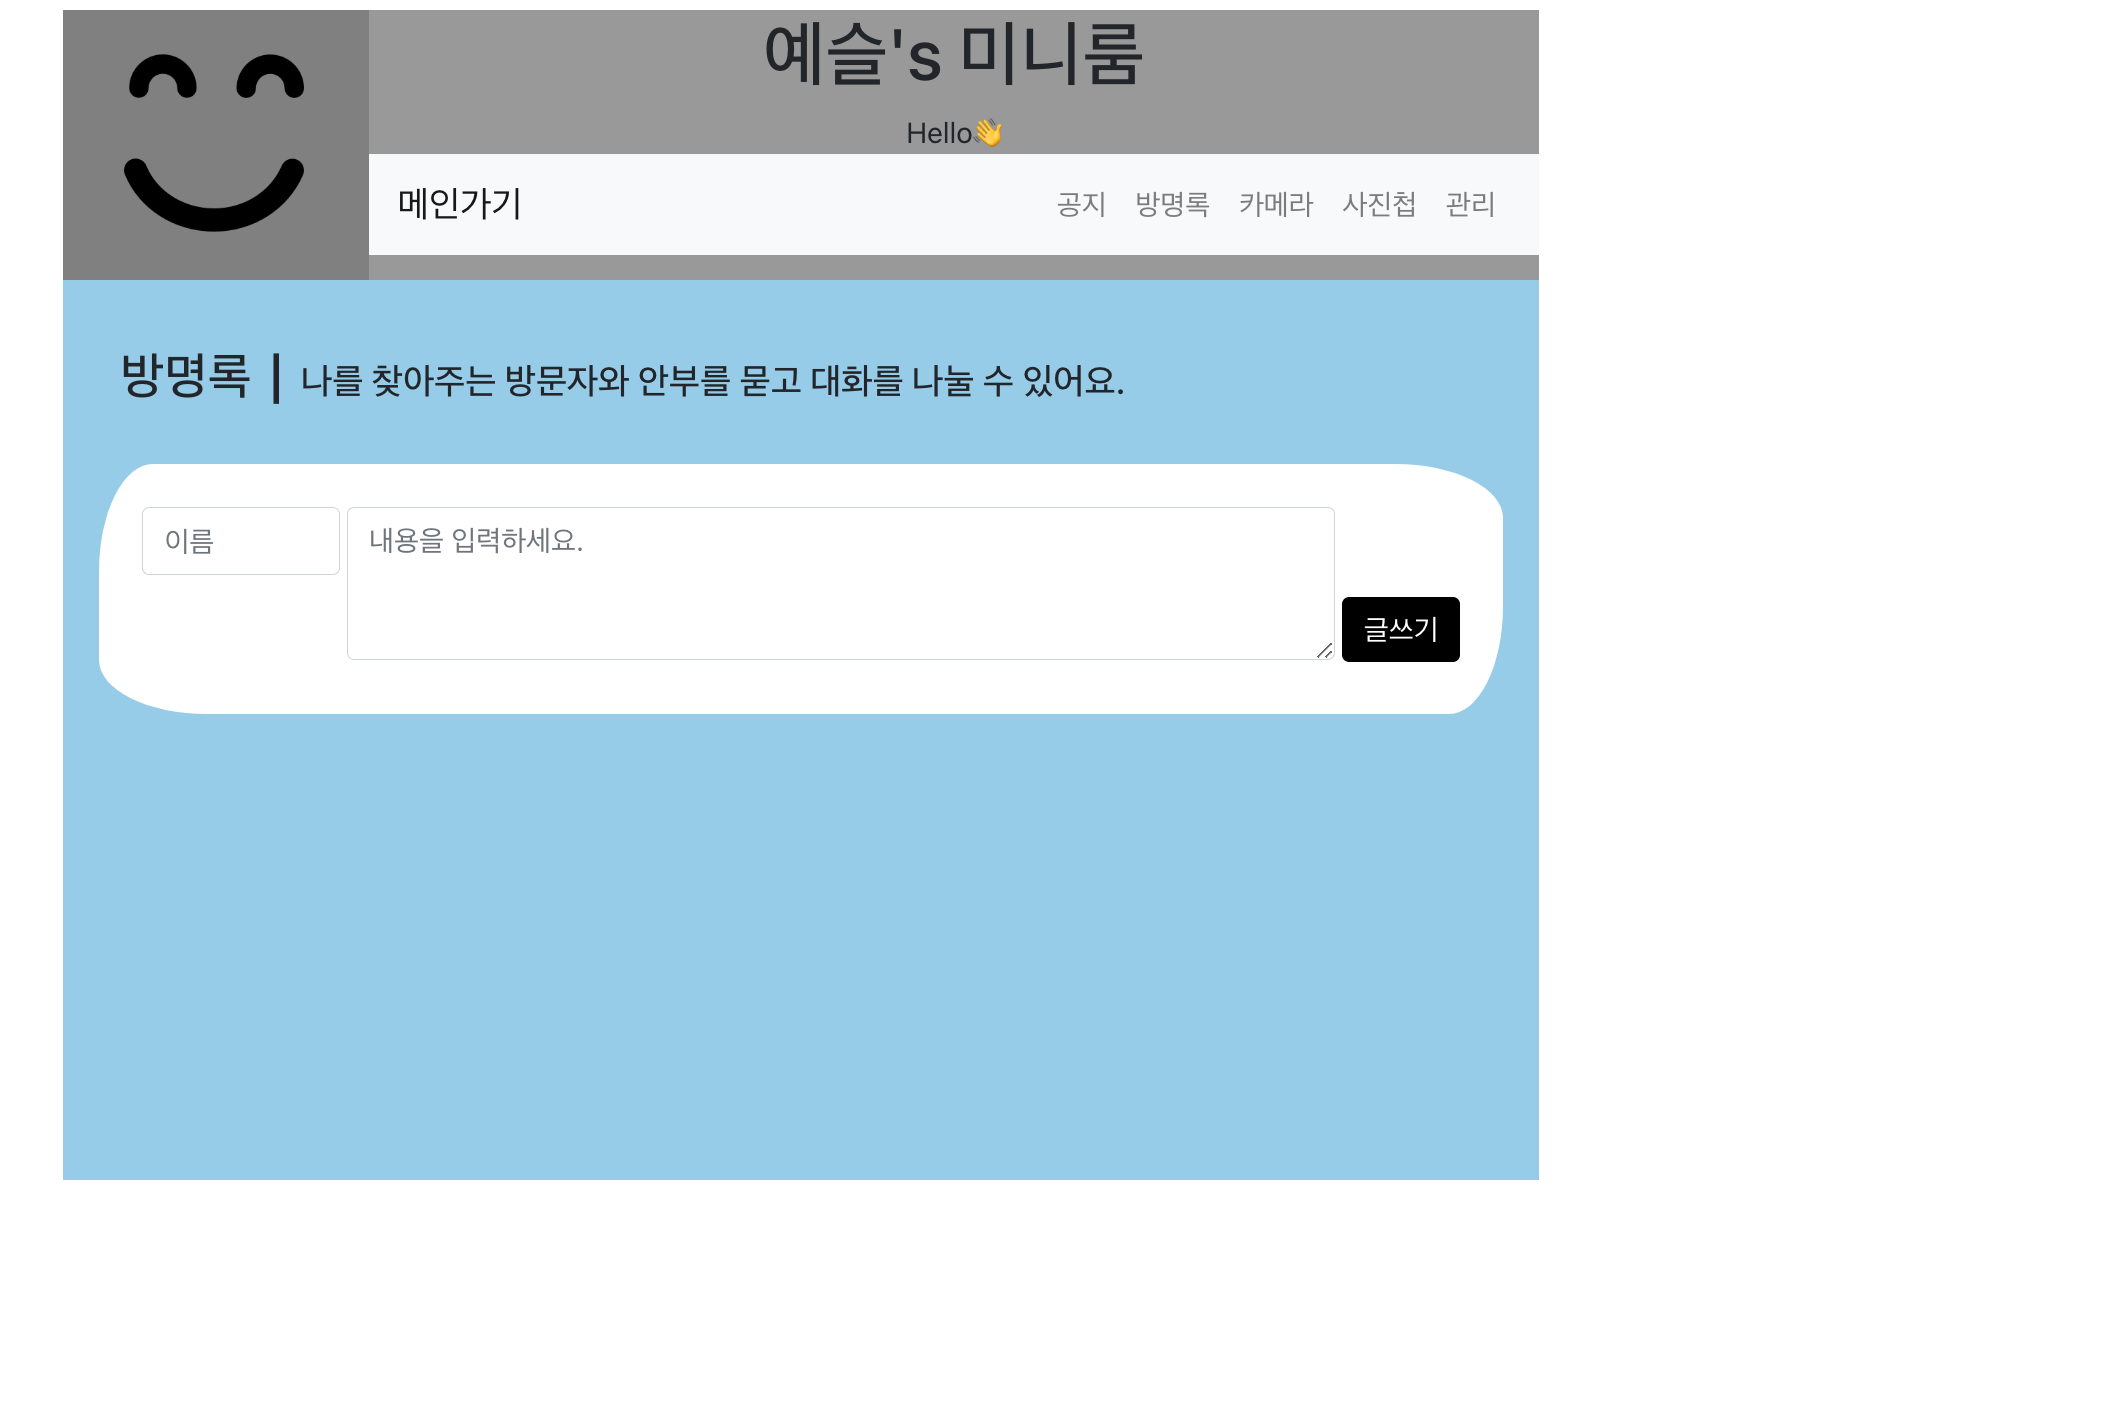 예슬's 미니룸
Hello👋
메인가기 공지 방명록 카메라 사진첩 관리
방명록 | 나를 찾아주는 방문자와 안부를 묻고 대화를 나눌 수 있어요.
이름 내용을 입력하세요.
글쓰기